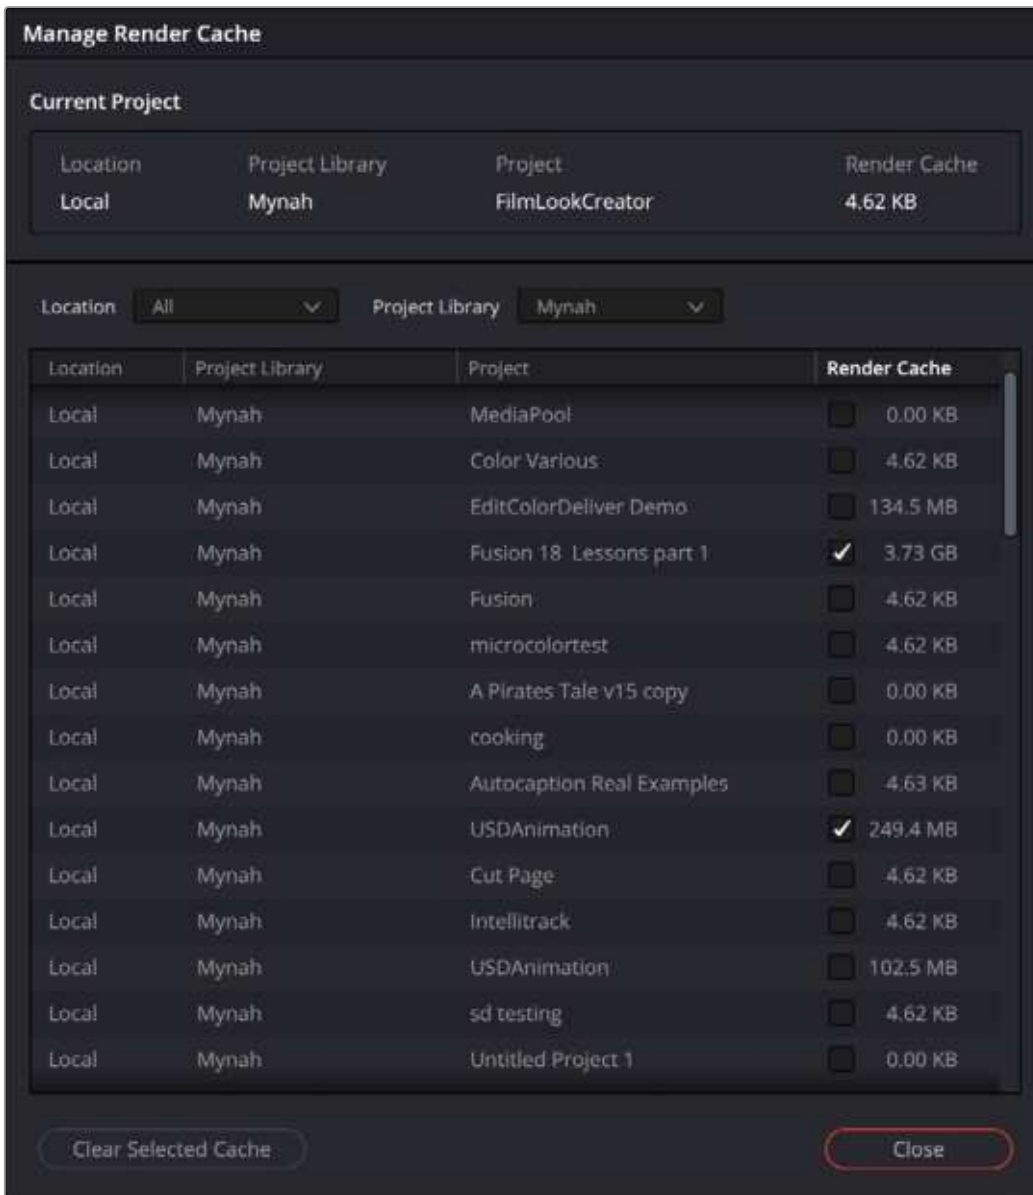 Manage Render Cache
Current Project
Location Project Library Project Render Cache
Local Mynah FilmLookCreator 4.62 KB
Location All Project Library Mynah
Location Project Library Project Render Cache
Local Mynah MediaPool 0.00 KB
Local Mynah Color Various 4.62 KB
Local Mynah EditColorDeliver Demo 134.5 MB
Local Mynah Fusion 18 Lessons part 1 3.73 GB
Local Mynah Fusion 4.62 KB
Local Mynah microcolortest 4.62 KB
Local Mynah A Pirates Tale v15 copy 0.00 KB
Local Mynah cooking 0.00 KB
Local Mynah Autocaption Real Examples 4.63 KB
Local Mynah USDAnimation 249.4 MB
Local Mynah Cut Page 4.62 KB
Local Mynah Intellitrack 4.62 KB
Local Mynah USDAnimation 102.5 MB
Local Mynah sd testing 4.62 KB
Local Mynah Untitled Project 1 0.00 KB
Clear Selected Cache Close